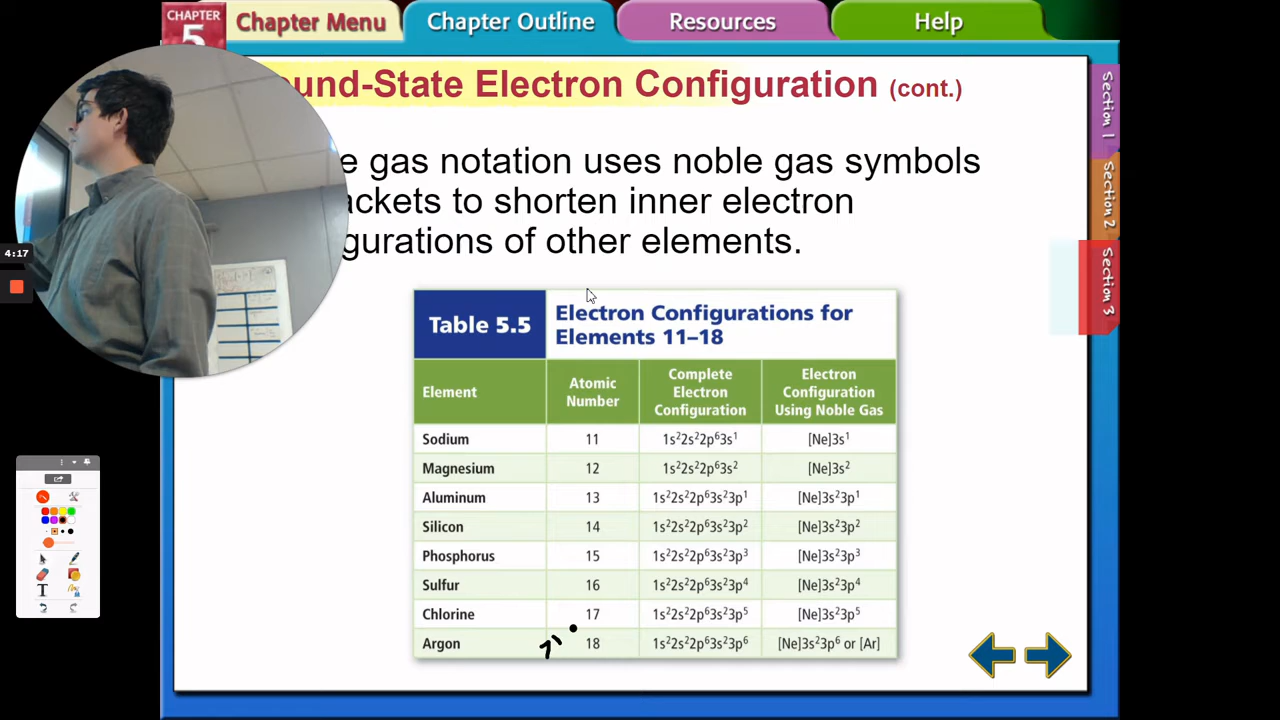 CHAPTER
5
Chapter Menu
Chapter Outline
Resources
Help
und-State Electron Configuration (cont.)
e gas notation uses noble gas symbols
ackets to shorten inner electron
gurations of other elements.
Section 1
Section 2
Section 3
4:17
Table 5.5
Electron Configurations for
Elements 11–18
Element
Atomic
Number
Complete
Electron
Configuration
Electron
Configuration
Using Noble Gas
Sodium 11 1s²2s²2p⁶3s¹ [Ne]3s¹
Magnesium 12 1s²2s²2p⁶3s² [Ne]3s²
Aluminum 13 1s²2s²2p⁶3s²3p¹ [Ne]3s²3p¹
Silicon 14 1s²2s²2p⁶3s²3p² [Ne]3s²3p²
Phosphorus 15 1s²2s²2p⁶3s²3p³ [Ne]3s²3p³
Sulfur 16 1s²2s²2p⁶3s²3p⁴ [Ne]3s²3p⁴
Chlorine 17 1s²2s²2p⁶3s²3p⁵ [Ne]3s²3p⁵
Argon 18 1s²2s²2p⁶3s²3p⁶ [Ne]3s²3p⁶ or [Ar]
T